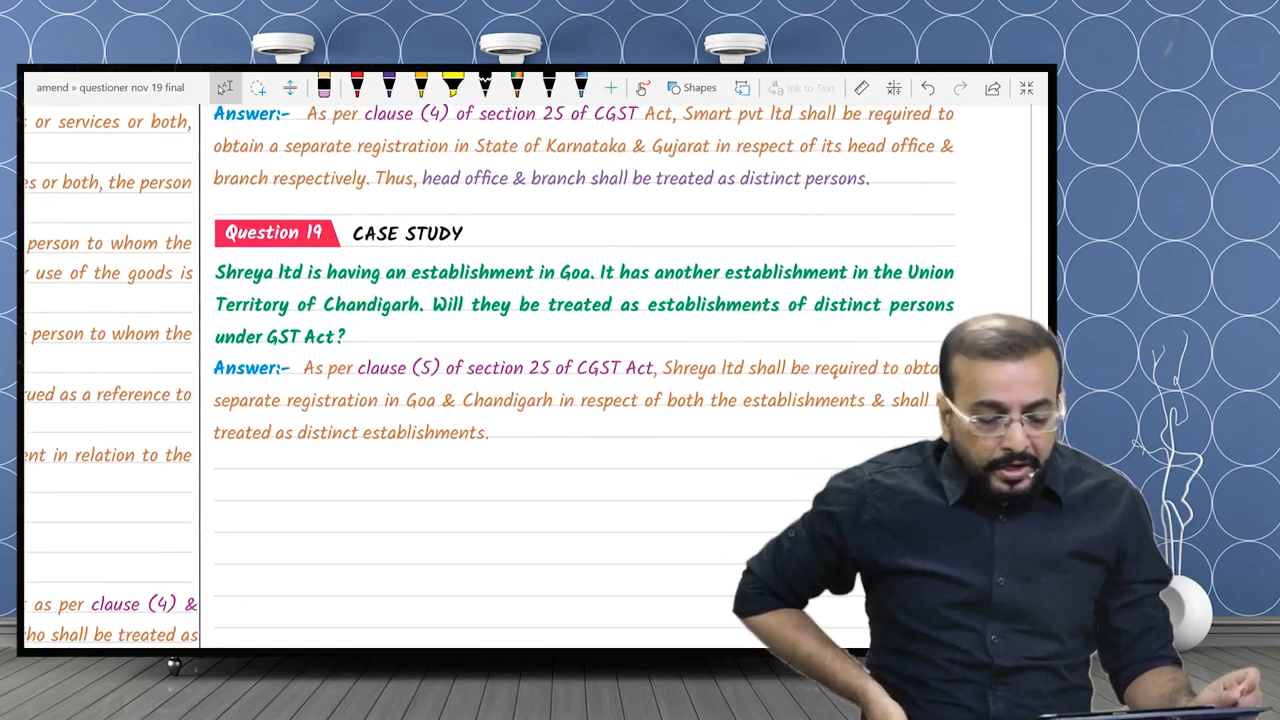 amend » questioner nov 19 final
Shapes
Ink to Text
or services or both,
es or both, the person
person to whom the
use of the goods is
person to whom the
ued as a reference to
ent in relation to the
as per clause (4) &
ho shall be treated as
Answer:- As per clause (4) of section 25 of CGST Act, Smart pvt ltd shall be required to
obtain a separate registration in State of Karnataka & Gujarat in respect of its head office &
branch respectively. Thus, head office & branch shall be treated as distinct persons.
Question 19 CASE STUDY
Shreya ltd is having an establishment in Goa. It has another establishment in the Union
Territory of Chandigarh. Will they be treated as establishments of distinct persons
under GST Act?
Answer:- As per clause (5) of section 25 of CGST Act, Shreya ltd shall be required to obta
separate registration in Goa & Chandigarh in respect of both the establishments & shall
treated as distinct establishments.